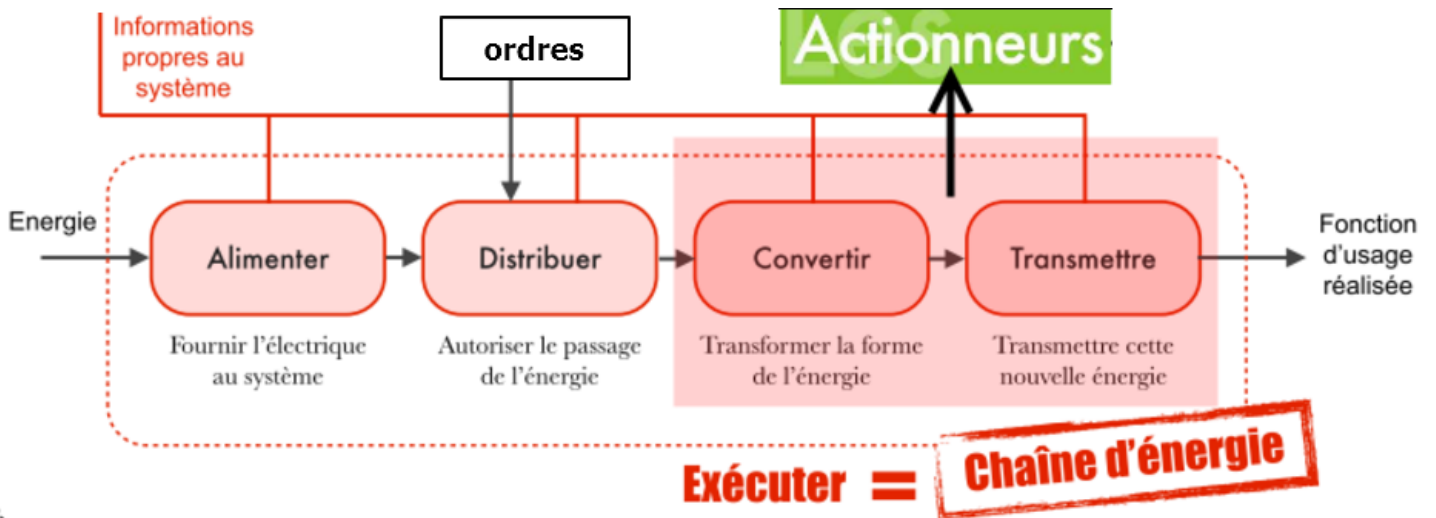 Informations
propres au
système
ordres
LES
Actionneurs
Energie
Alimenter
Distribuer
Convertir
Transmettre
Fonction
d'usage
réalisée
Fournir l'électrique
au système
Autoriser le passage
de l'énergie
Transformer la forme
de l'énergie
Transmettre cette
nouvelle énergie
Exécuter = Chaîne d'énergie